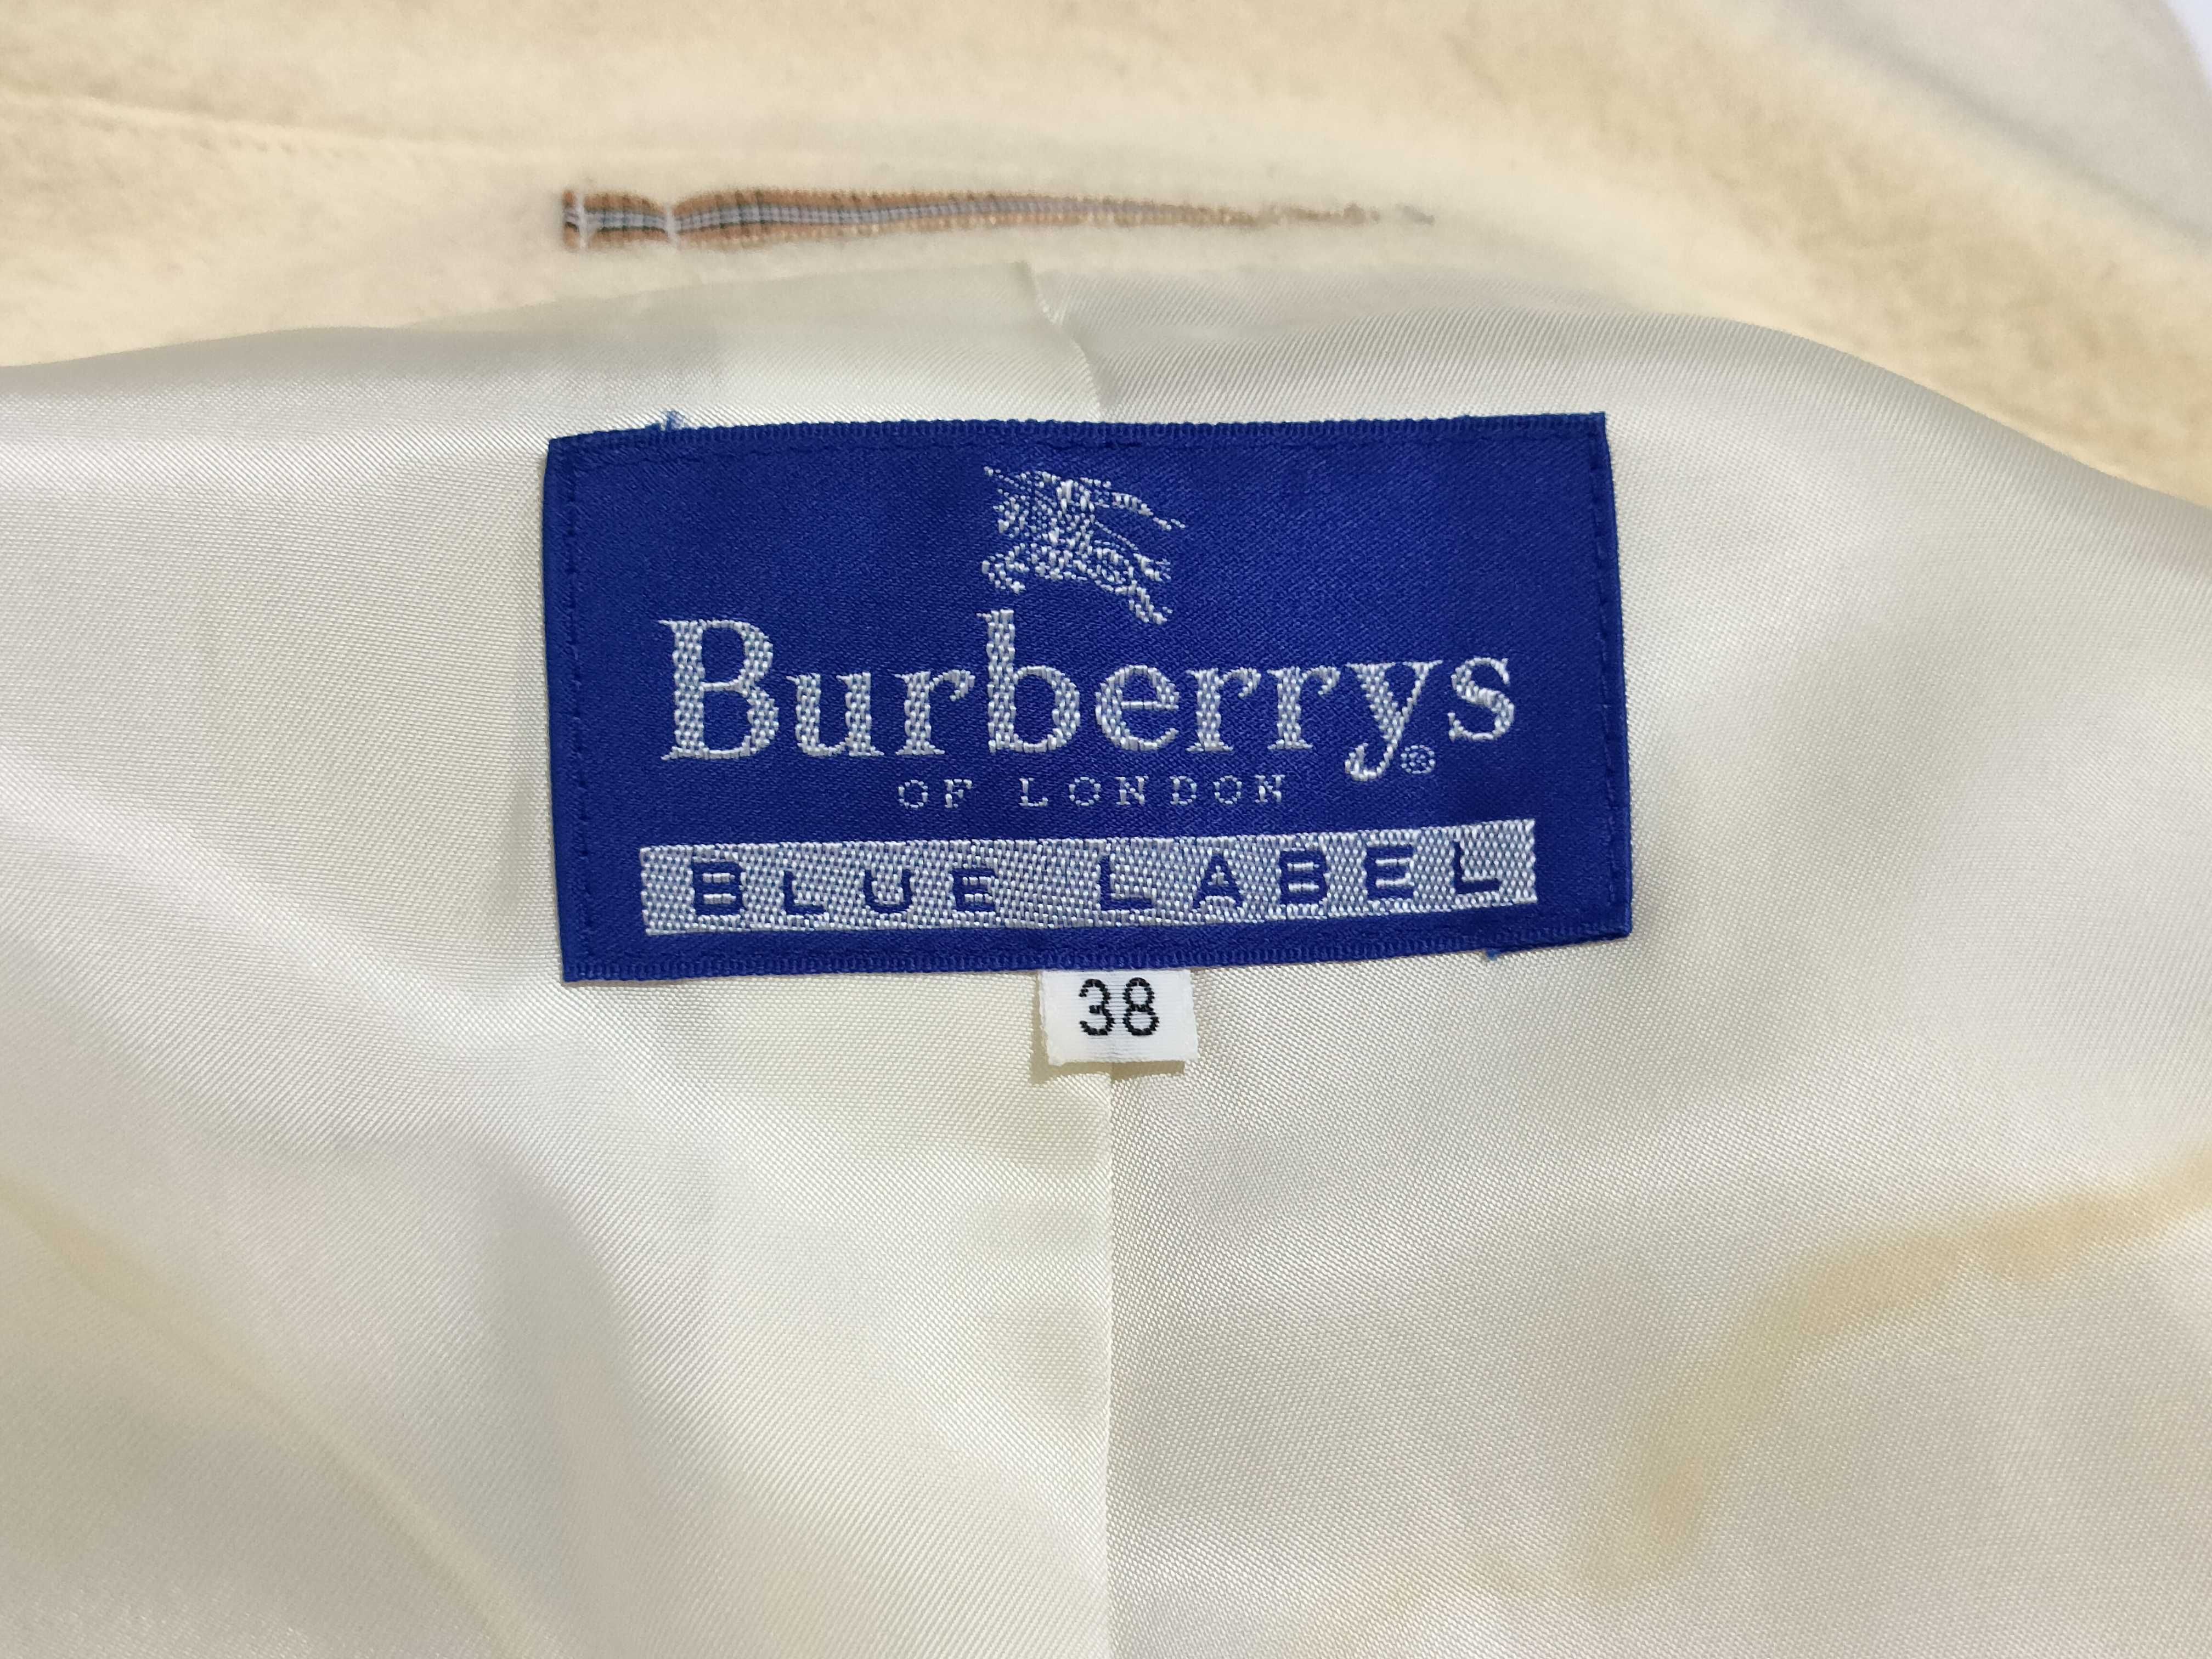 Burberrys®
OF LONDON
BLUE LABEL
38